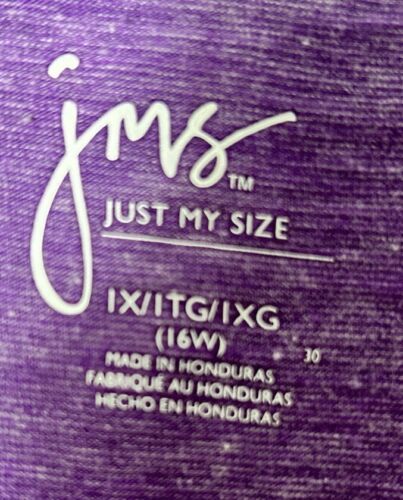 jms™
JUST MY SIZE
1X/1TG/1XG
(16W)
30
MADE IN HONDURAS
FABRIQUÉ AU HONDURAS
HECHO EN HONDURAS